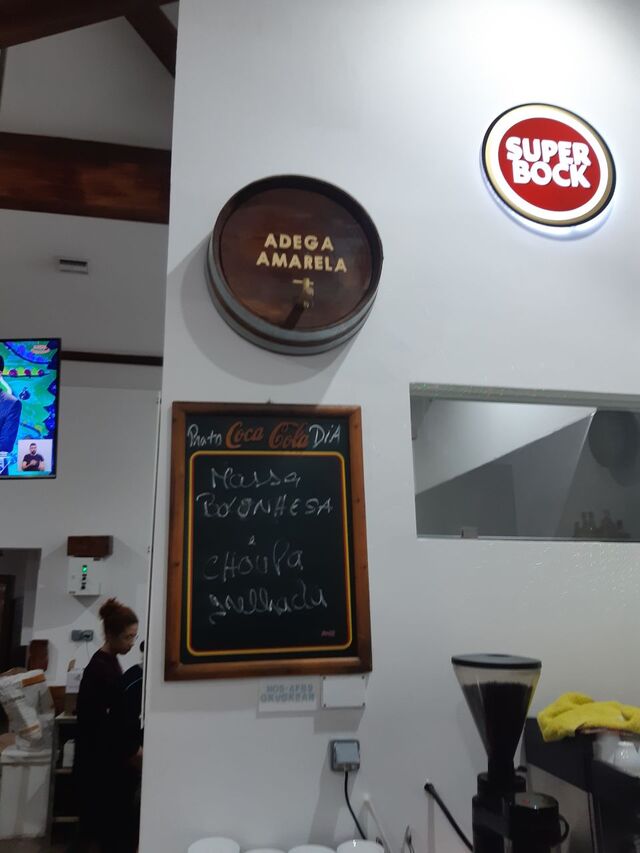 SUPER
BOCK
ADEGA
AMARELA
Prato Coca Cola DiA
Massa
BOLONHESA
CHOUPA
grelhada